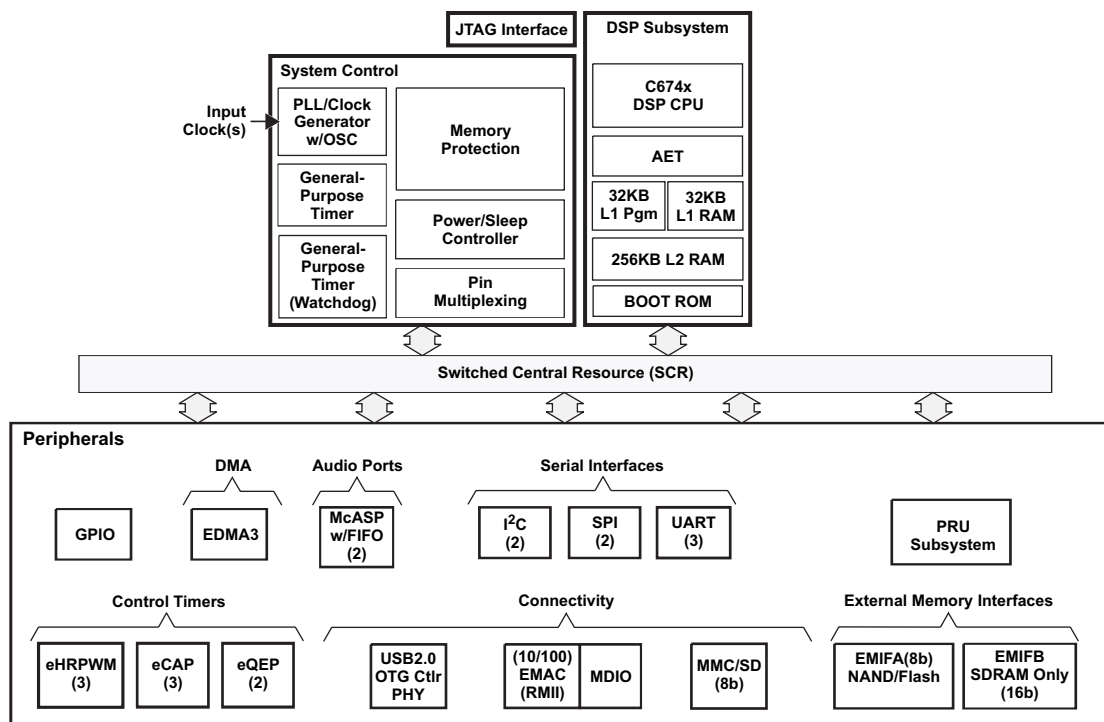 JTAG Interface
DSP Subsystem
System Control
Input
Clock(s)
PLL/Clock
Generator
w/OSC
General-
Purpose
Timer
General-
Purpose
Timer
(Watchdog)
Memory
Protection
Power/Sleep
Controller
Pin
Multiplexing
C674x
DSP CPU
AET
32KB
L1 Pgm
32KB
L1 RAM
256KB L2 RAM
BOOT ROM
Switched Central Resource (SCR)
Peripherals
DMA
Audio Ports
Serial Interfaces
GPIO
EDMA3
McASP
w/FIFO
(2)
I²C
(2)
SPI
(2)
UART
(3)
PRU
Subsystem
Control Timers
Connectivity
External Memory Interfaces
eHRPWM
(3)
eCAP
(3)
eQEP
(2)
USB2.0
OTG Ctlr
PHY
(10/100)
EMAC
(RMII)
MDIO
MMC/SD
(8b)
EMIFA(8b)
NAND/Flash
EMIFB
SDRAM Only
(16b)